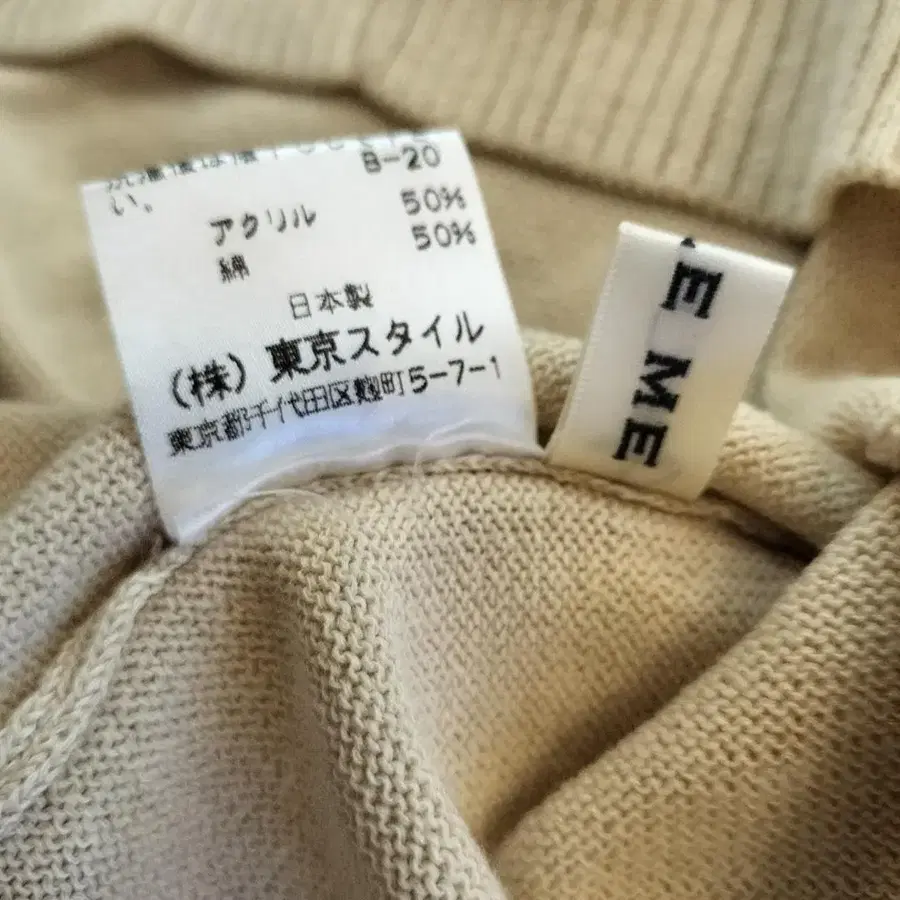 い。
B-20
アクリル 50%
綿 50%
日本製
(株) 東京スタイル
東京都千代田区麹町5-7-1
E ME